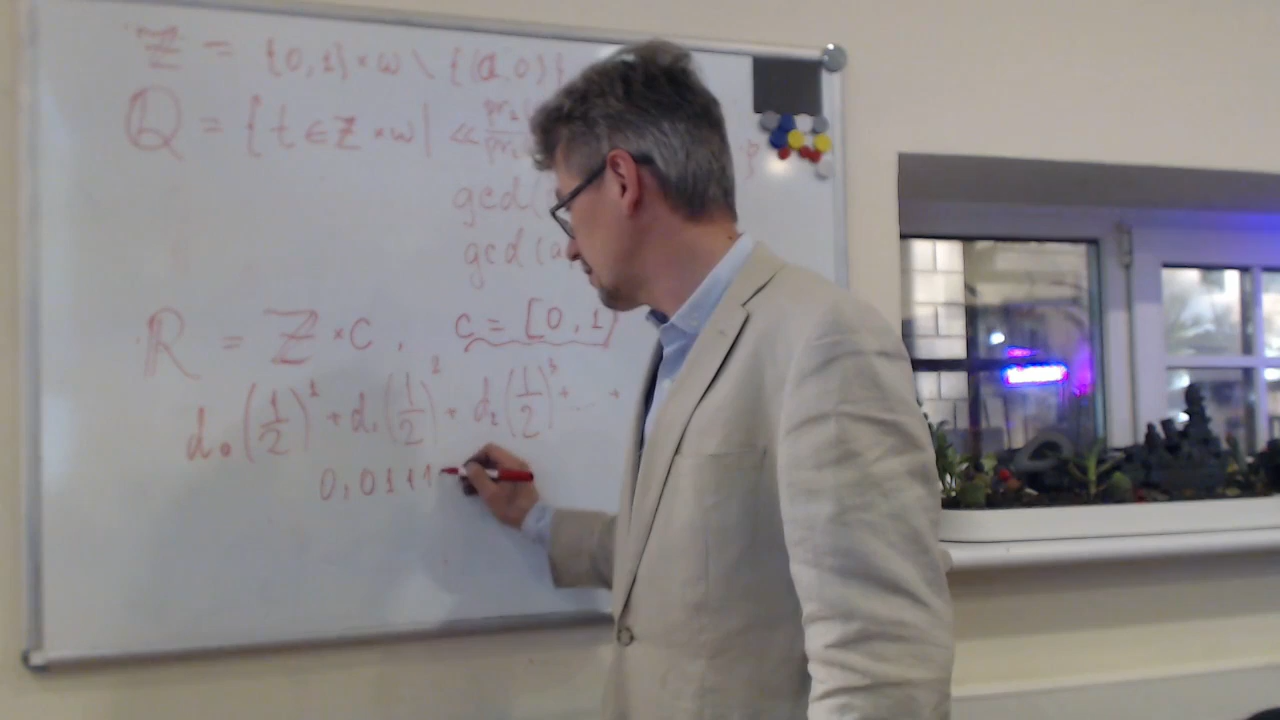 ℤ = {0,1} × ω \ {(0,0)}
ℚ = {t ∈ ℤ × ω |
gcd(
gcd(a,
ℝ = ℤ × c, c = [0,1)
d₀(1/2)¹ + d₁(1/2)² + d₂(1/2)³ + ... +
0,0111